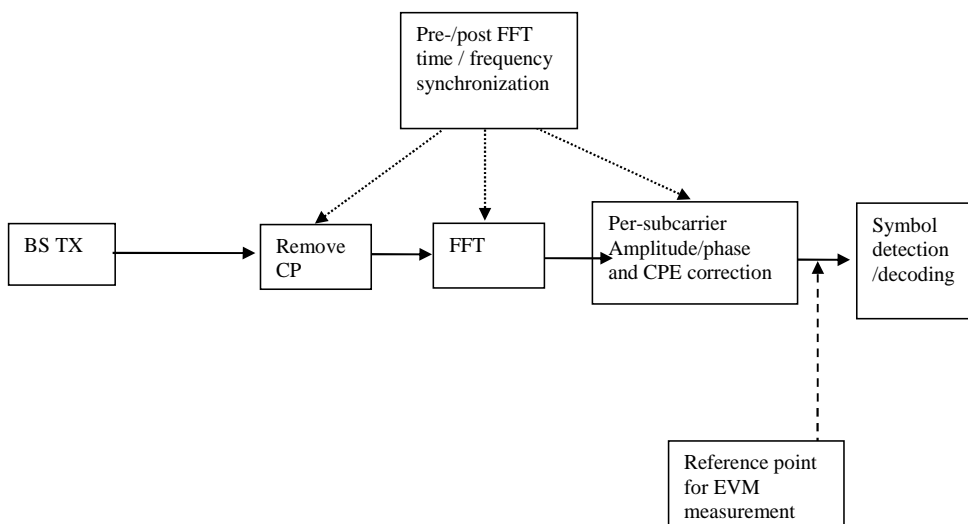 Pre-/post FFT
time / frequency
synchronization
BS TX
Remove
CP
FFT
Per-subcarrier
Amplitude/phase
and CPE correction
Symbol
detection
/decoding
Reference point
for EVM
measurement